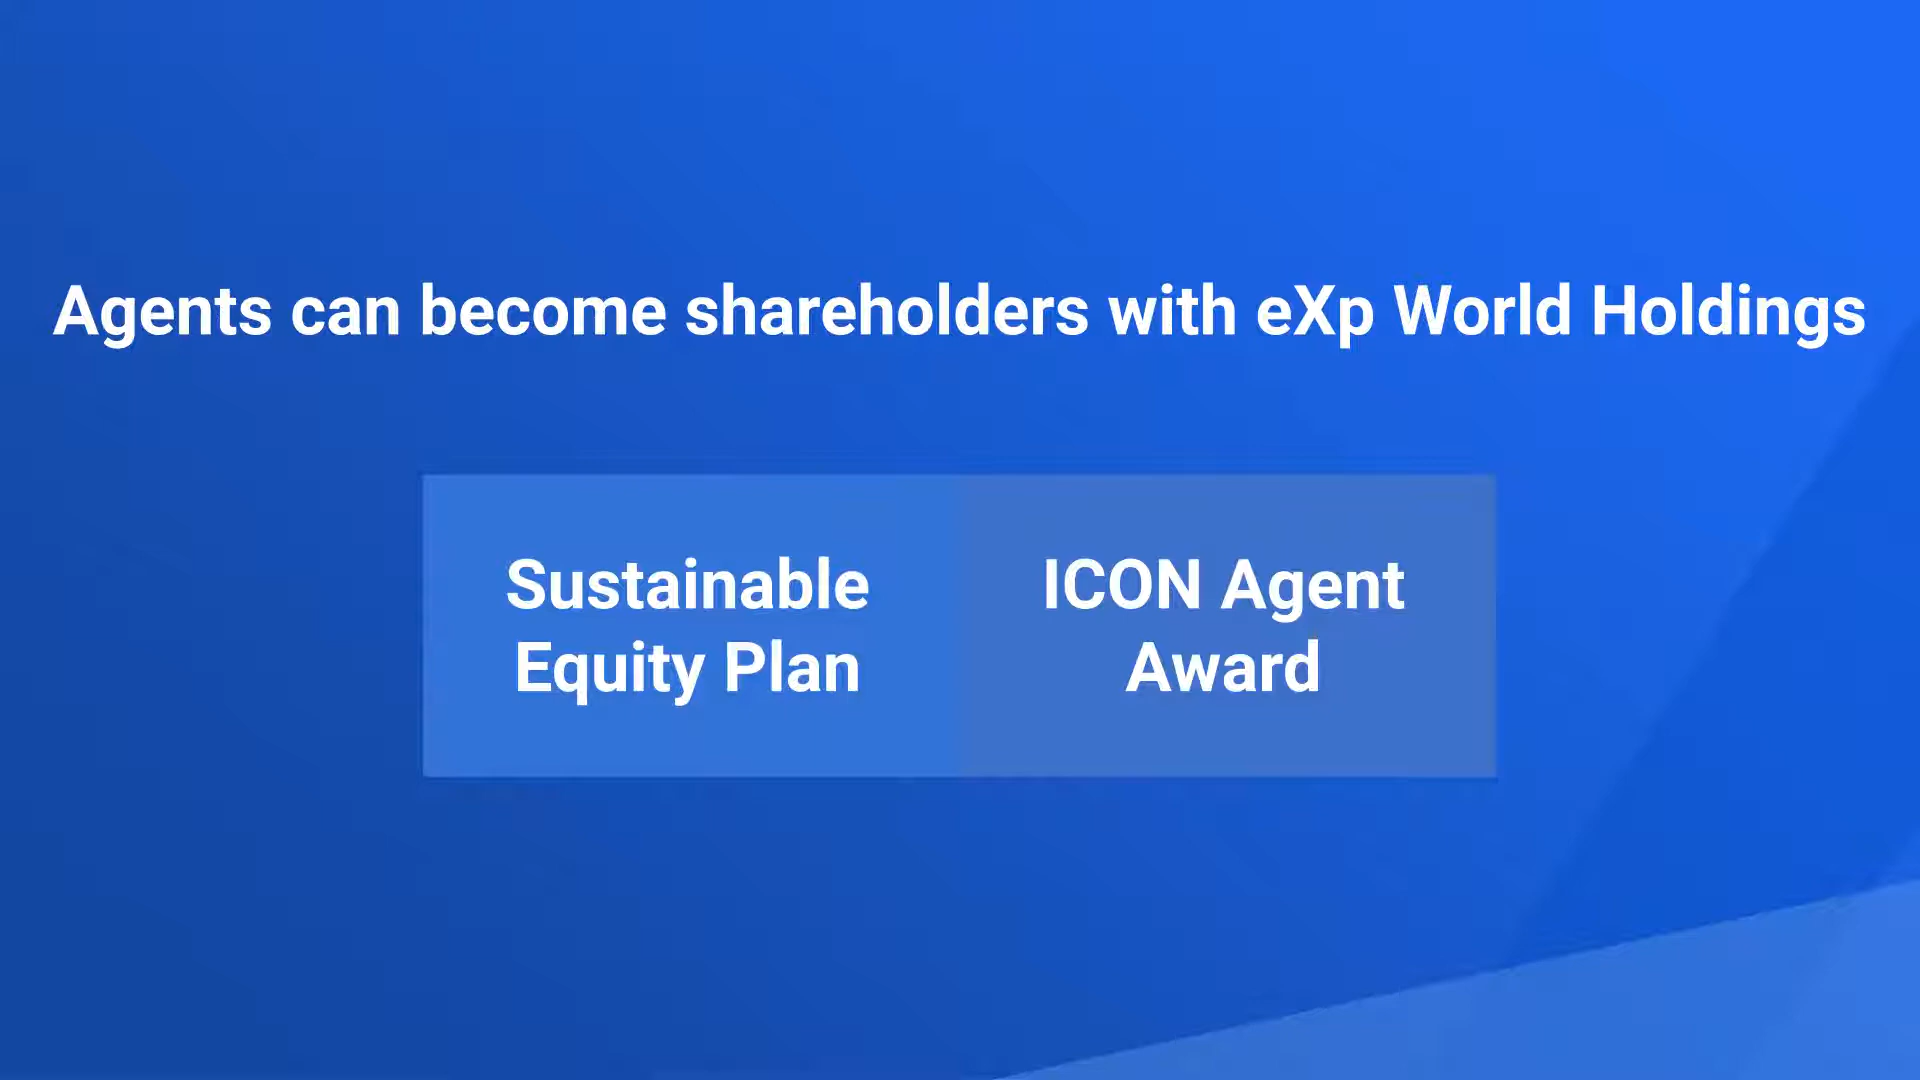 Agents can become shareholders with eXp World Holdings
Sustainable
Equity Plan
ICON Agent
Award